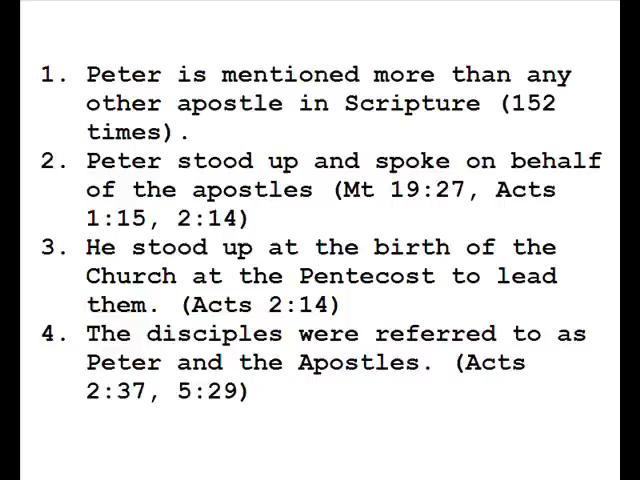 1. Peter is mentioned more than any
other apostle in Scripture (152
times).
2. Peter stood up and spoke on behalf
of the apostles (Mt 19:27, Acts
1:15, 2:14)
3. He stood up at the birth of the
Church at the Pentecost to lead
them. (Acts 2:14)
4. The disciples were referred to as
Peter and the Apostles. (Acts
2:37, 5:29)